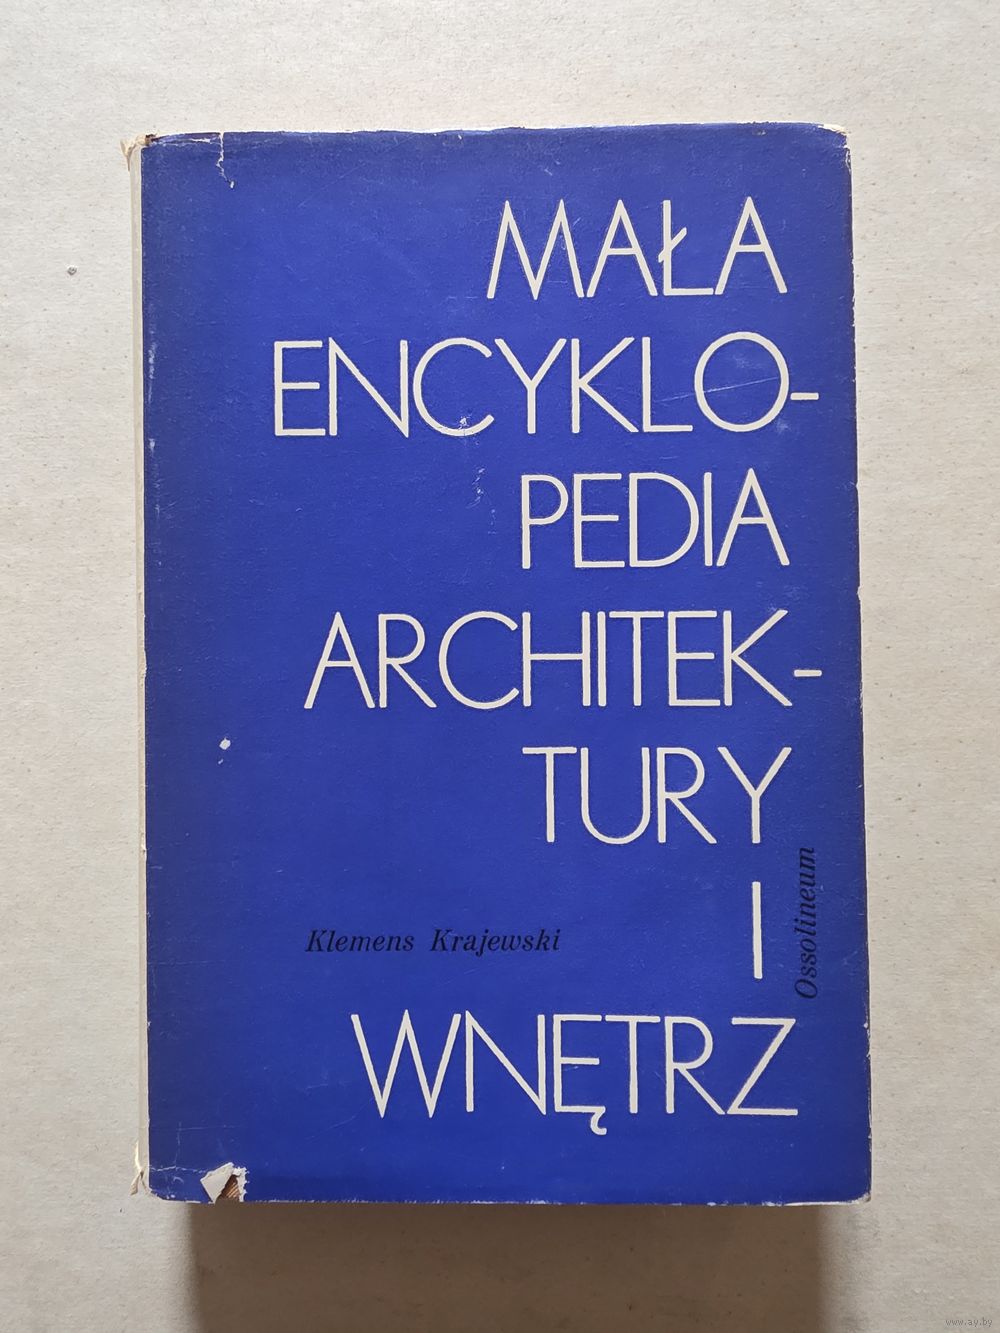 MAŁA
ENCYKLO-
PEDIA
ARCHITEK-
TURY
I
Klemens Krajewski
Ossolineum
WNĘTRZ
www.ay.by